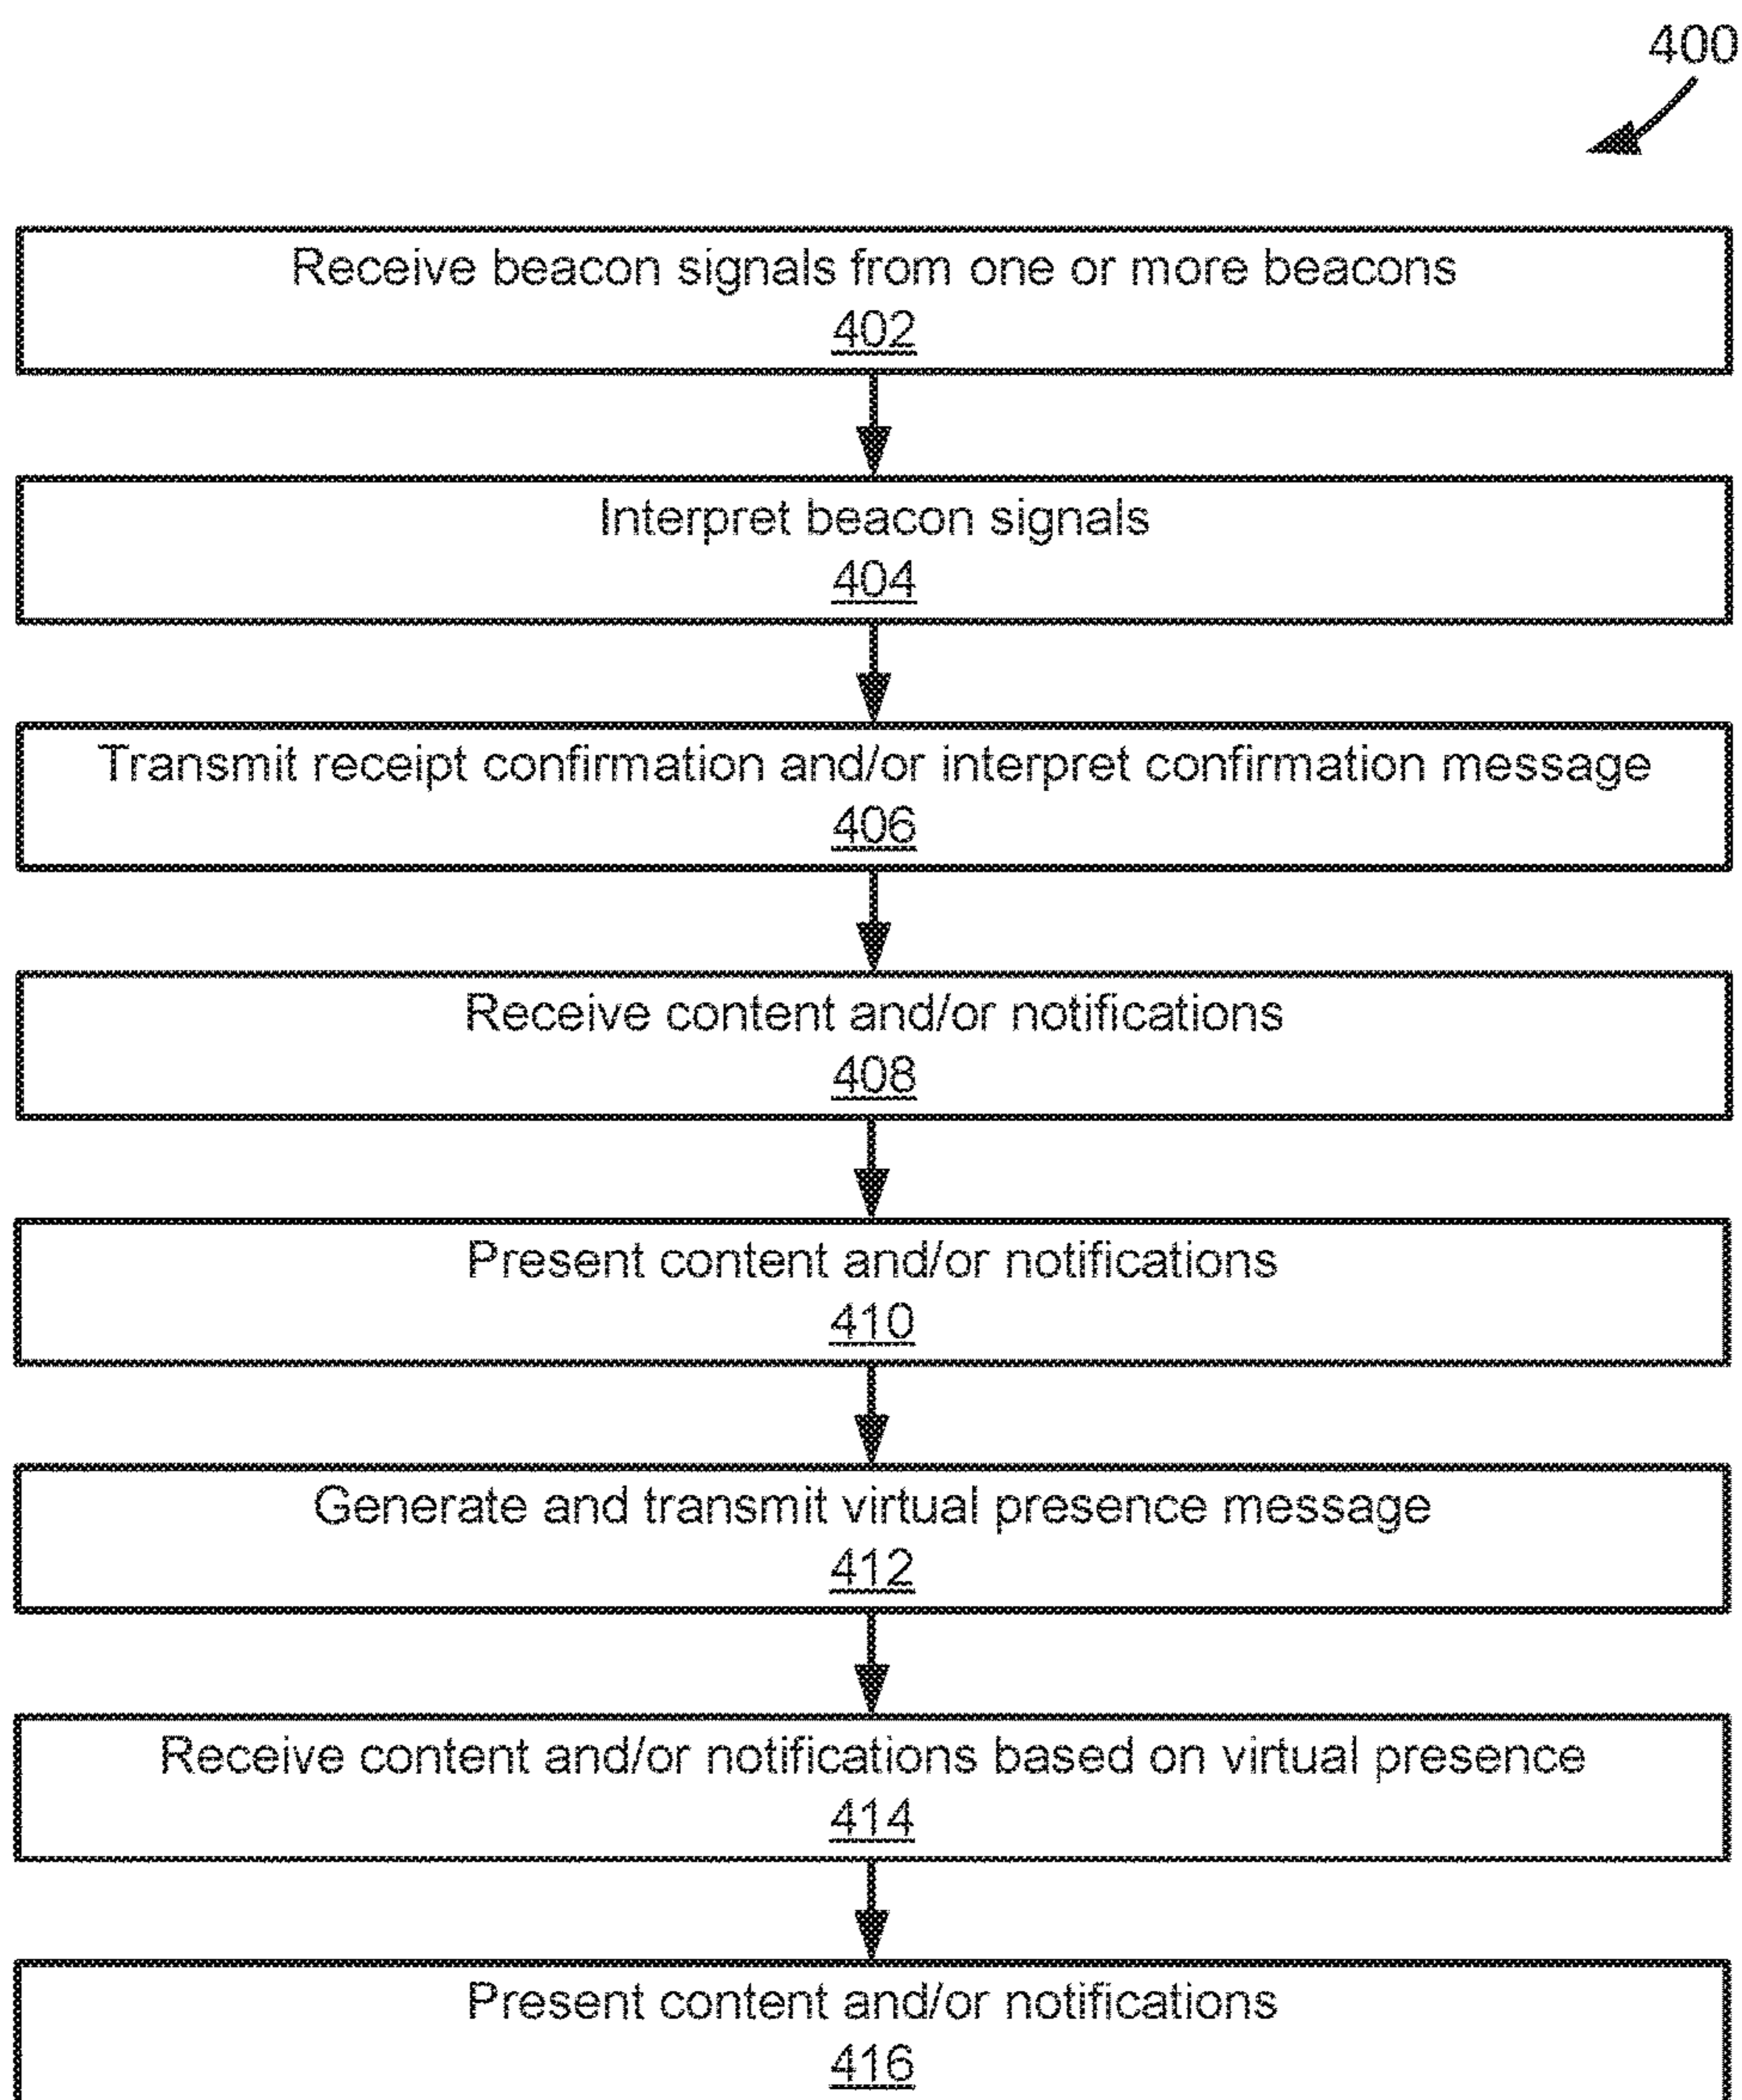 400
Receive beacon signals from one or more beacons
402
Interpret beacon signals
404
Transmit receipt confirmation and/or interpret confirmation message
406
Receive content and/or notifications
408
Present content and/or notifications
410
Generate and transmit virtual presence message
412
Receive content and/or notifications based on virtual presence
414
Present content and/or notifications
416